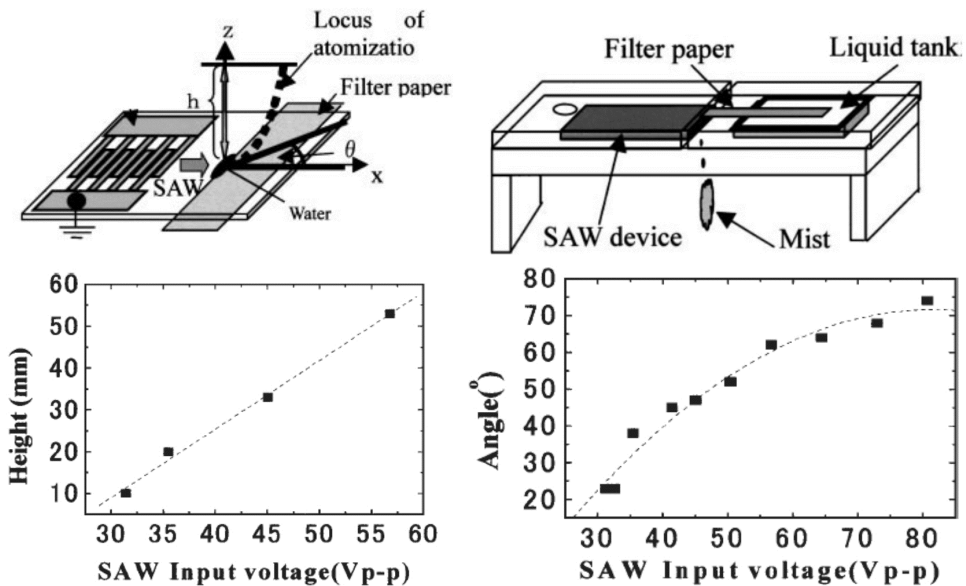 z
Locus of
atomizatio
Filter paper
h
θ
x
SAW
Water
Filter paper
Liquid tank
SAW device
Mist
60
50
40
30
20
10
Height (mm)
30 35 40 45 50 55 60
SAW Input voltage(Vp-p)
80
70
60
50
40
30
20
Angle(°)
30 40 50 60 70 80
SAW Input voltage(Vp-p)